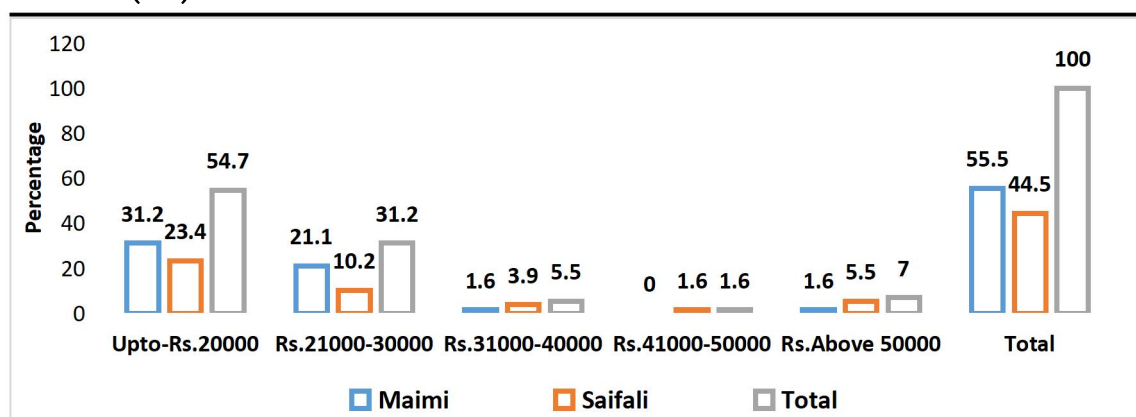 120
100
80
60
40
20
0
Percentage
31.2 23.4 54.7
21.1 10.2 31.2
1.6 3.9 5.5
0 1.6 1.6
1.6 5.5 7
55.5 44.5 100
Upto-Rs.20000 Rs.21000-30000 Rs.31000-40000 Rs.41000-50000 Rs.Above 50000 Total
Maimi Saifali Total